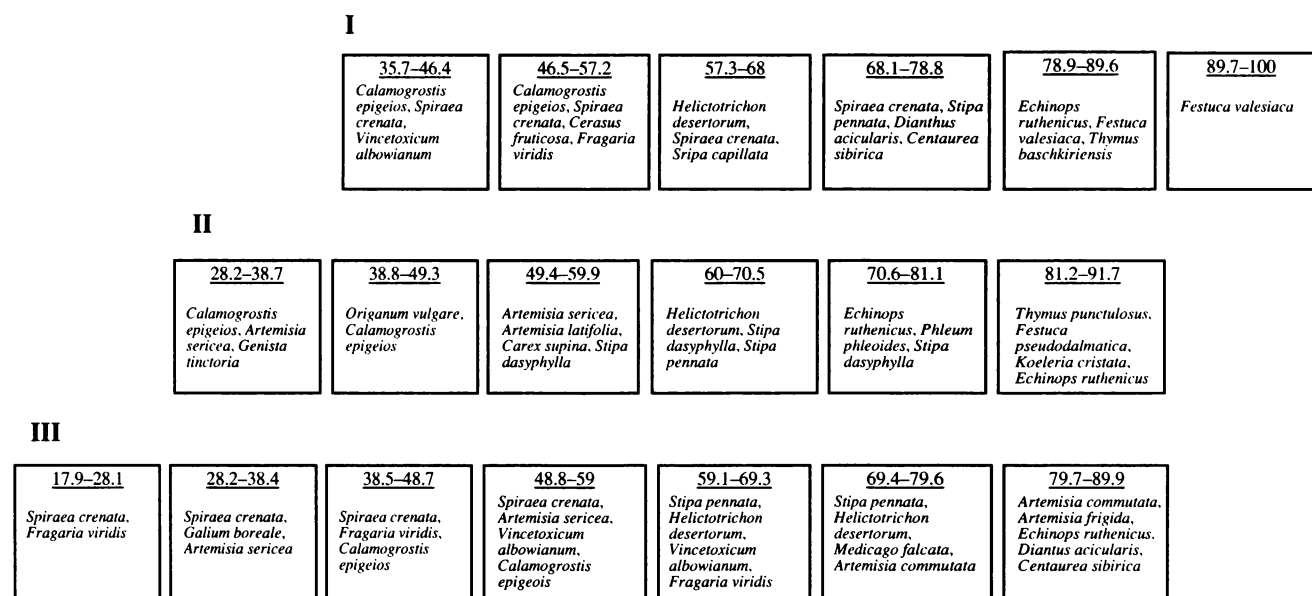 I
35.7–46.4
Calamogrostis
epigeios, Spiraea
crenata,
Vincetoxicum
albowianum
46.5–57.2
Calamogrostis
epigeios, Spiraea
crenata, Cerasus
fruticosa, Fragaria
viridis
57.3–68
Helictotrichon
desertorum,
Spiraea crenata,
Sripa capillata
68.1–78.8
Spiraea crenata, Stipa
pennata, Dianthus
acicularis, Centaurea
sibirica
78.9–89.6
Echinops
ruthenicus, Festuca
valesiaca, Thymus
baschkiriensis
89.7–100
Festuca valesiaca
II
28.2–38.7
Calamogrostis
epigeios, Artemisia
sericea, Genista
tinctoria
38.8–49.3
Origanum vulgare,
Calamogrostis
epigeios
49.4–59.9
Artemisia sericea,
Artemisia latifolia,
Carex supina, Stipa
dasyphylla
60–70.5
Helictotrichon
desertorum, Stipa
dasyphylla, Stipa
pennata
70.6–81.1
Echinops
ruthenicus, Phleum
phleoides, Stipa
dasyphylla
81.2–91.7
Thymus punctulosus,
Festuca
pseudodalmatica,
Koeleria cristata,
Echinops ruthenicus
III
17.9–28.1
Spiraea crenata,
Fragaria viridis
28.2–38.4
Spiraea crenata,
Galium boreale,
Artemisia sericea
38.5–48.7
Spiraea crenata,
Fragaria viridis,
Calamogrostis
epigeios
48.8–59
Spiraea crenata,
Artemisia sericea,
Vincetoxicum
albowianum,
Calamogrostis
epigeois
59.1–69.3
Stipa pennata,
Helictotrichon
desertorum,
Vincetoxicum
albowianum,
Fragaria viridis
69.4–79.6
Stipa pennata,
Helictotrichon
desertorum,
Medicago falcata,
Artemisia commutata
79.7–89.9
Artemisia commutata,
Artemisia frigida,
Echinops ruthenicus.
Diantus acicularis,
Centaurea sibirica